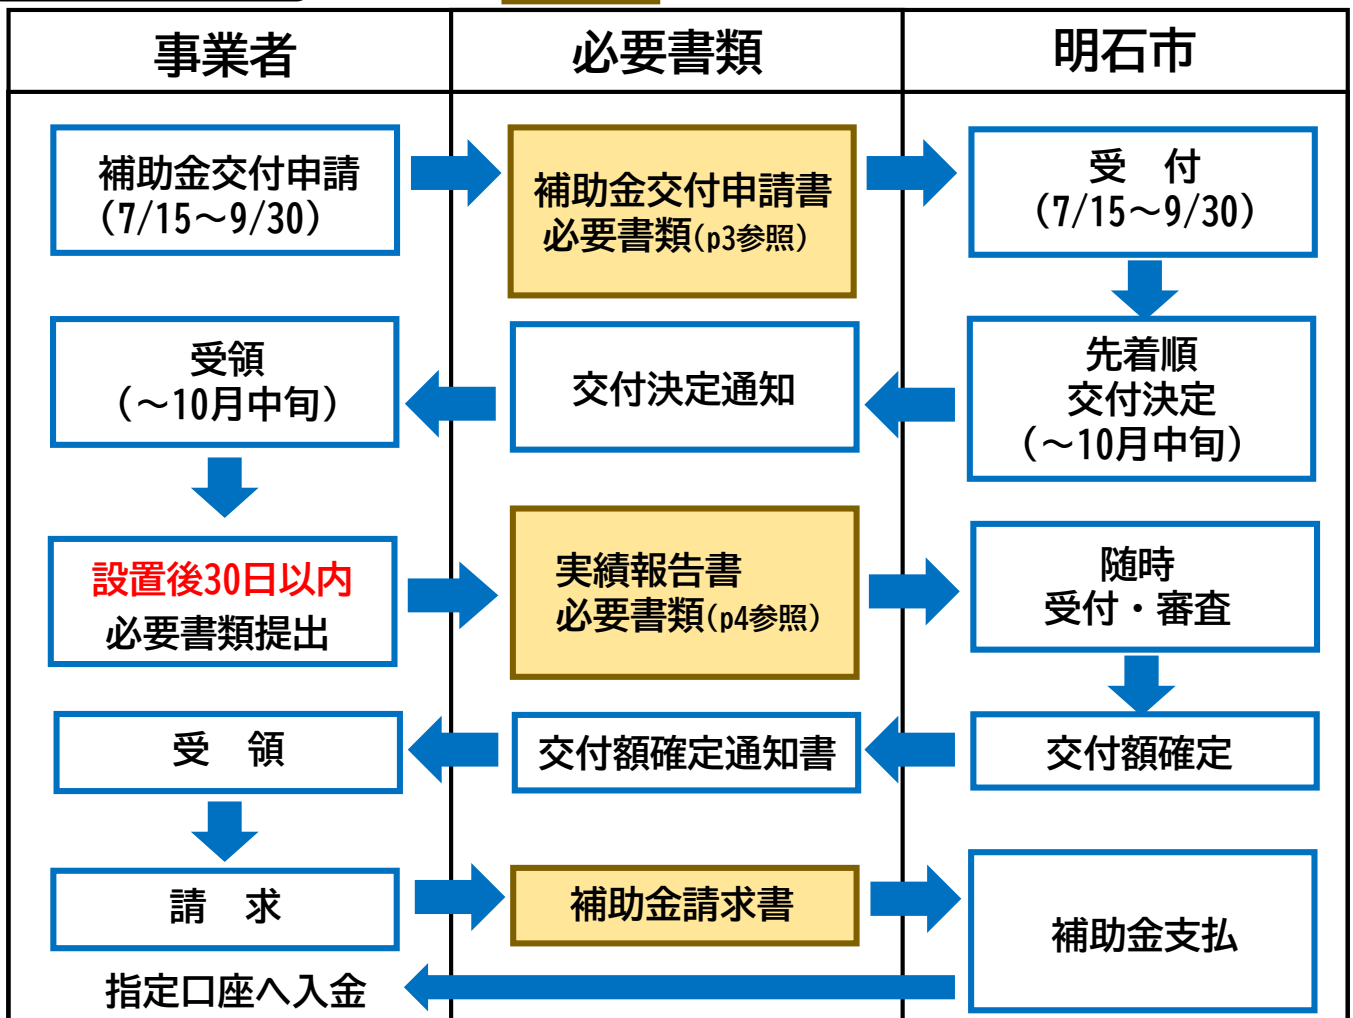 事業者
必要書類
明石市
補助金交付申請
(7/15～9/30)
補助金交付申請書
必要書類(p3参照)
受　付
(7/15～9/30)
受領
(～10月中旬)
交付決定通知
先着順
交付決定
(～10月中旬)
設置後30日以内
必要書類提出
実績報告書
必要書類(p4参照)
随時
受付・審査
受　領
交付額確定通知書
交付額確定
請　求
補助金請求書
補助金支払
指定口座へ入金